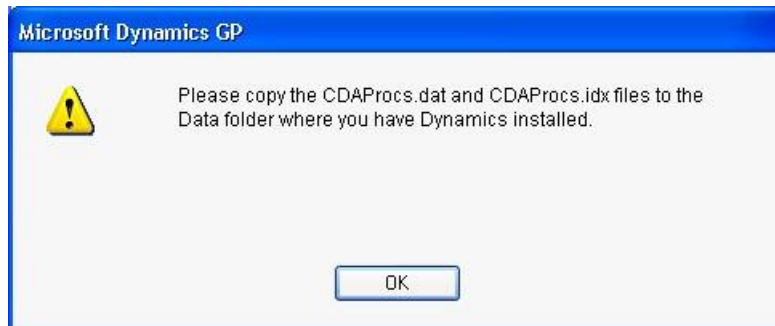 Microsoft Dynamics GP
Please copy the CDAProcs.dat and CDAProcs.idx files to the
Data folder where you have Dynamics installed.
OK